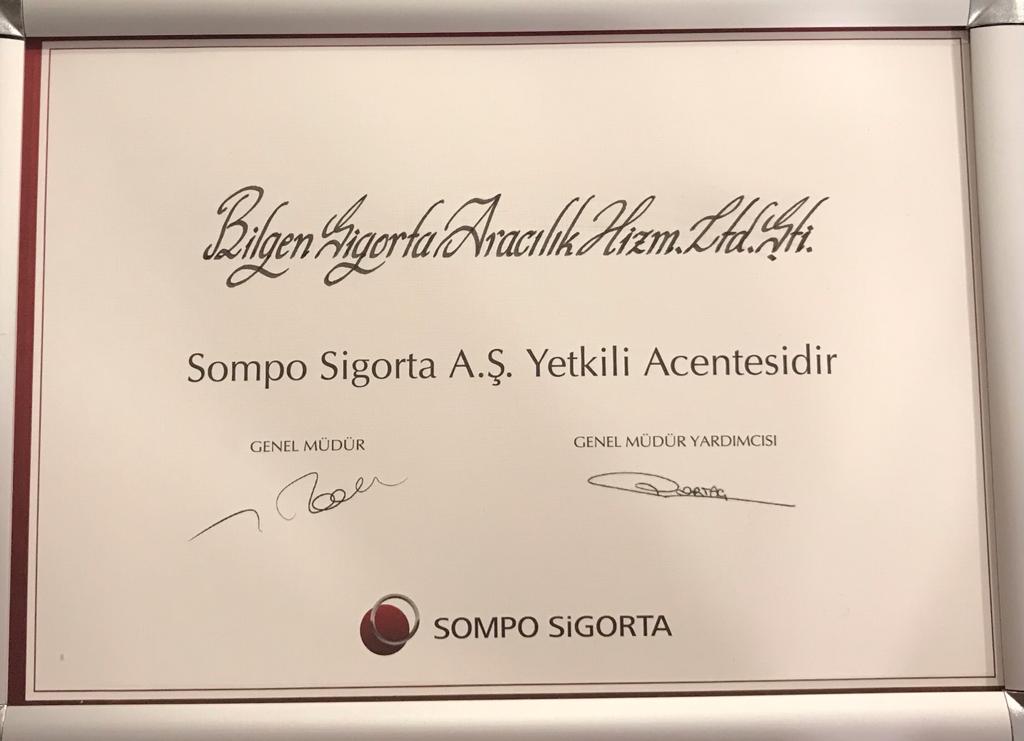 Bilgen Sigorta Aracılık Hizm. Ltd. Şti.
Sompo Sigorta A.Ş. Yetkili Acentesidir
GENEL MÜDÜR
GENEL MÜDÜR YARDIMCISI
SOMPO SiGORTA